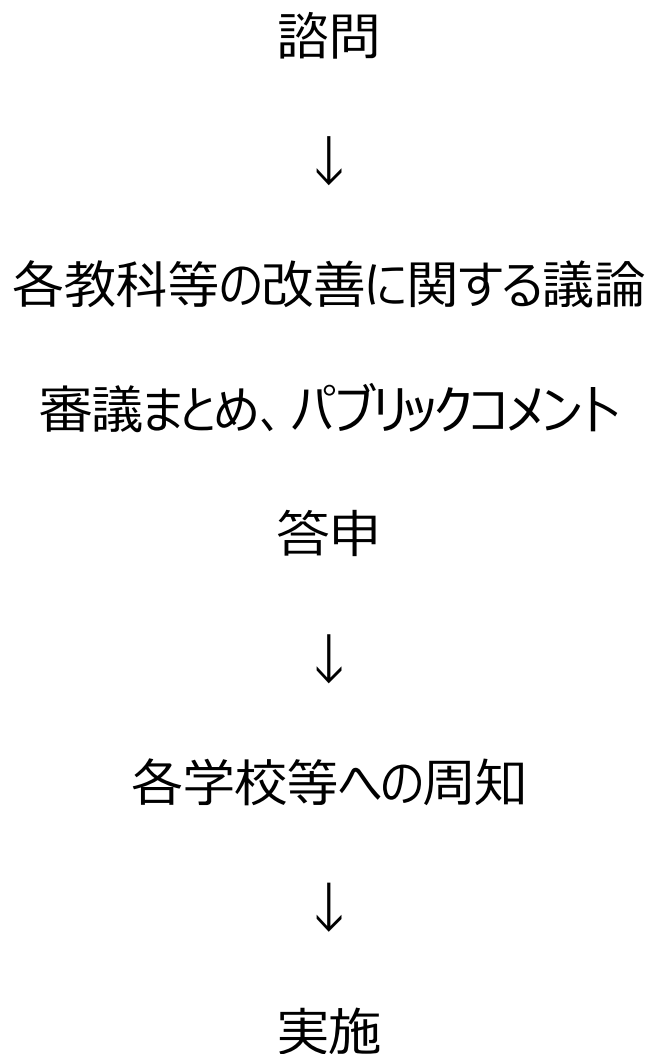 諮問
↓
各教科等の改善に関する議論
審議まとめ、パブリックコメント
答申
↓
各学校等への周知
↓
実施